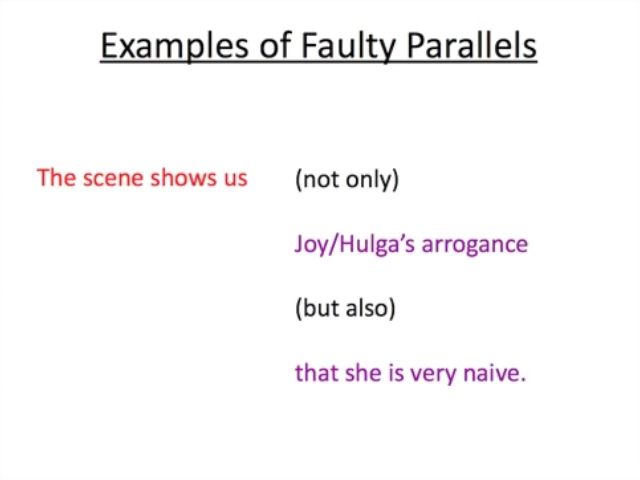 Examples of Faulty Parallels
The scene shows us (not only)
Joy/Hulga’s arrogance
(but also)
that she is very naive.